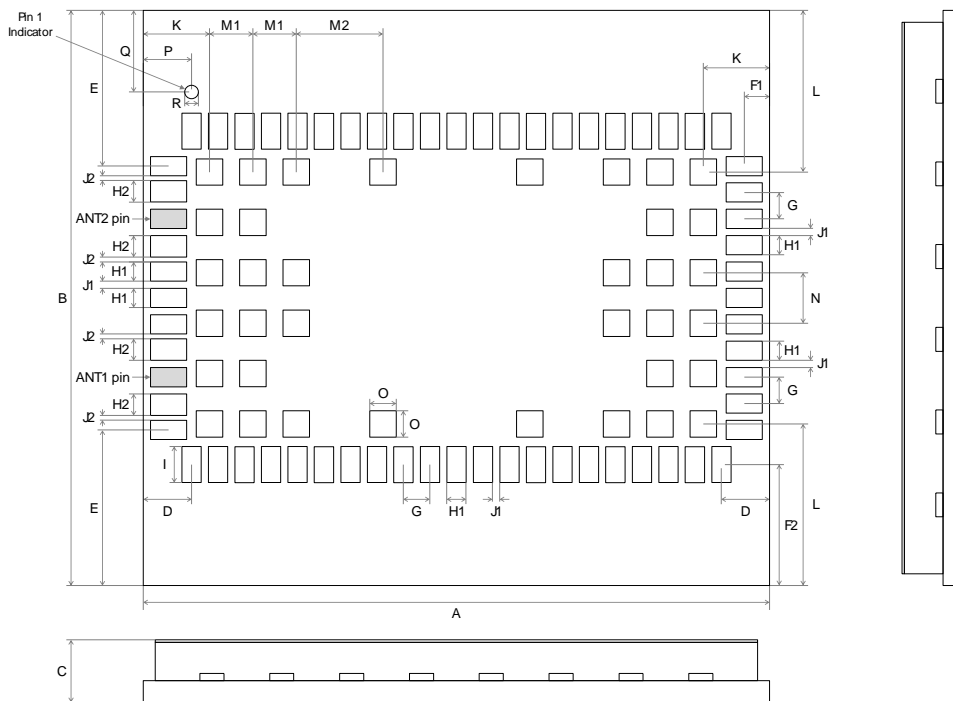 Pin 1
Indicator
K
M1
M1
M2
Q
P
E
R
K
F1
L
J2
H2
ANT2 pin
H2
J2
H1
J1
H1
B
J2
H2
ANT1 pin
H2
J2
G
J1
H1
N
H1
J1
G
O
O
I
E
D
G
H1
J1
D
F2
L
A
C